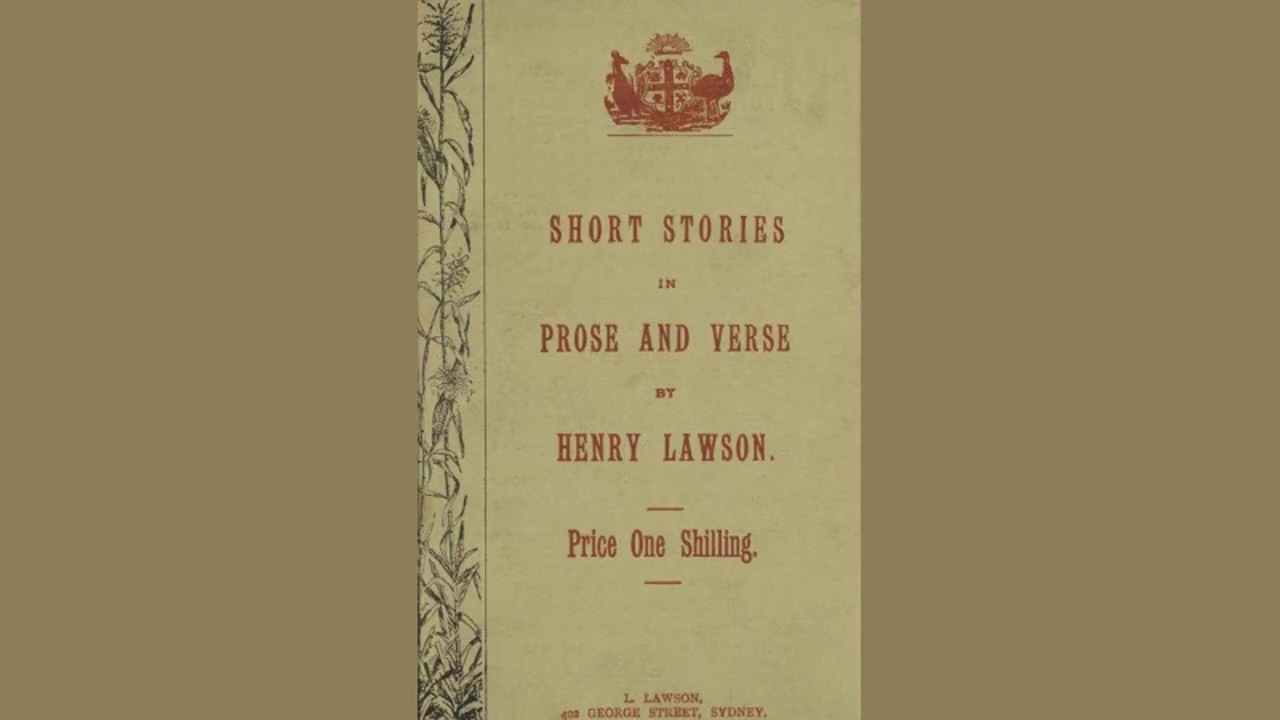 SHORT STORIES
IN
PROSE AND VERSE
BY
HENRY LAWSON.
Price One Shilling.
L. LAWSON,
402 GEORGE STREET, SYDNEY.